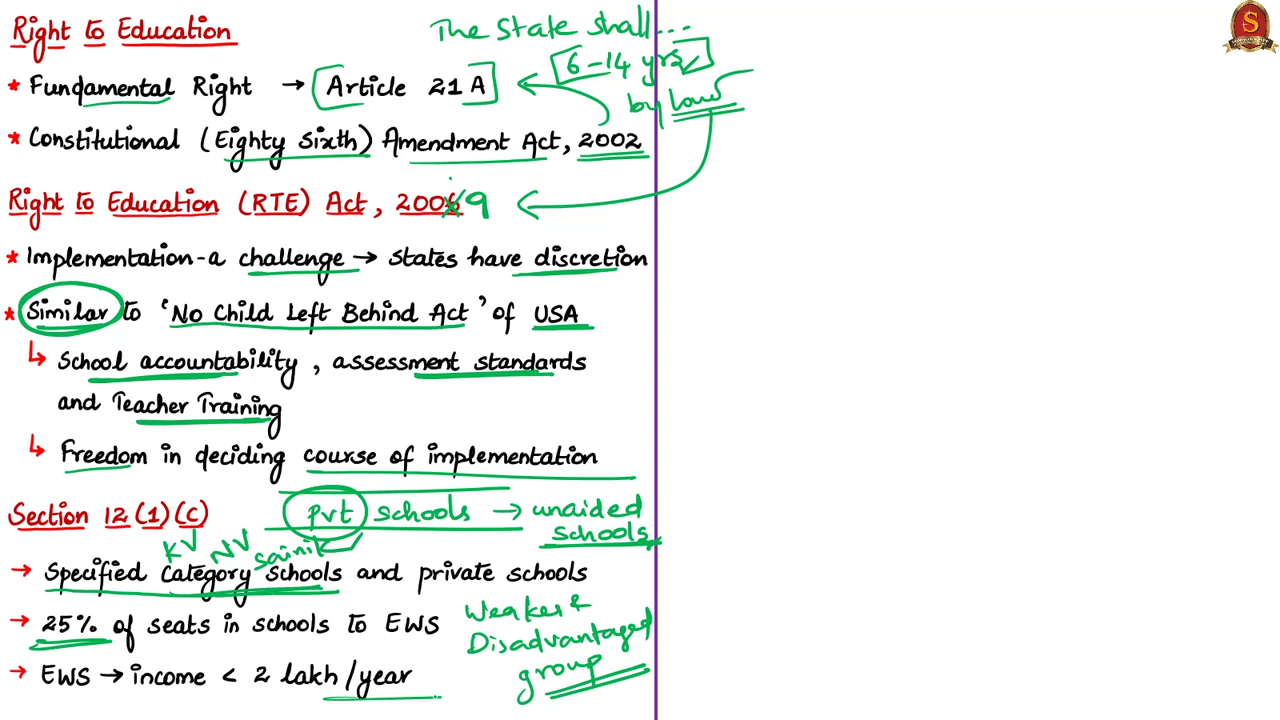 Right to Education
The State shall...
6-14 yrs
* Fundamental Right → Article 21 A
by law
* Constitutional (Eighty Sixth) Amendment Act, 2002
Right to Education (RTE) Act, 2009
* Implementation-a challenge → states have discretion
* Similar to 'No Child Left Behind Act' of USA
↳ School accountability, assessment standards
and Teacher Training
↳ Freedom in deciding course of implementation
Section 12(1)(c)
Pvt schools → unaided
schools
KV NV Sainik
→ Specified category schools and private schools
→ 25% of seats in schools to EWS
Weaker &
Disadvantaged
group
→ EWS → income < 2 lakh/year
S